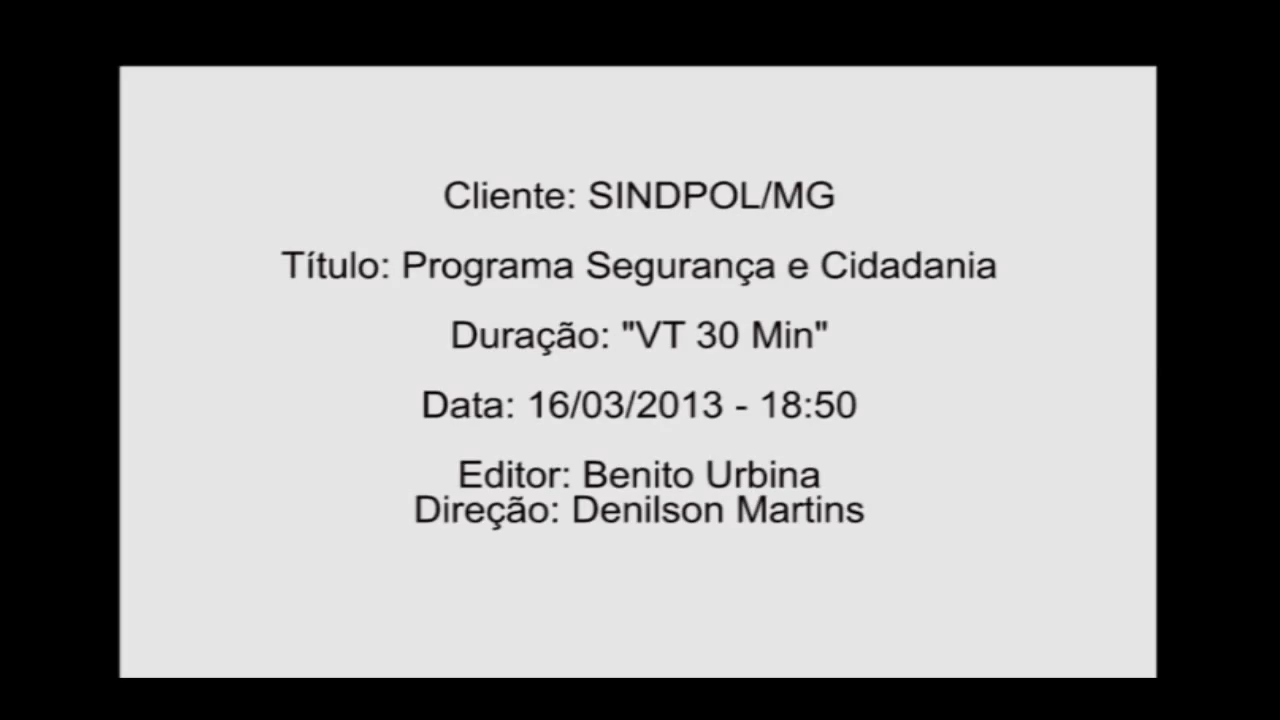 Cliente: SINDPOL/MG
Título: Programa Segurança e Cidadania
Duração: "VT 30 Min"
Data: 16/03/2013 - 18:50
Editor: Benito Urbina
Direção: Denilson Martins